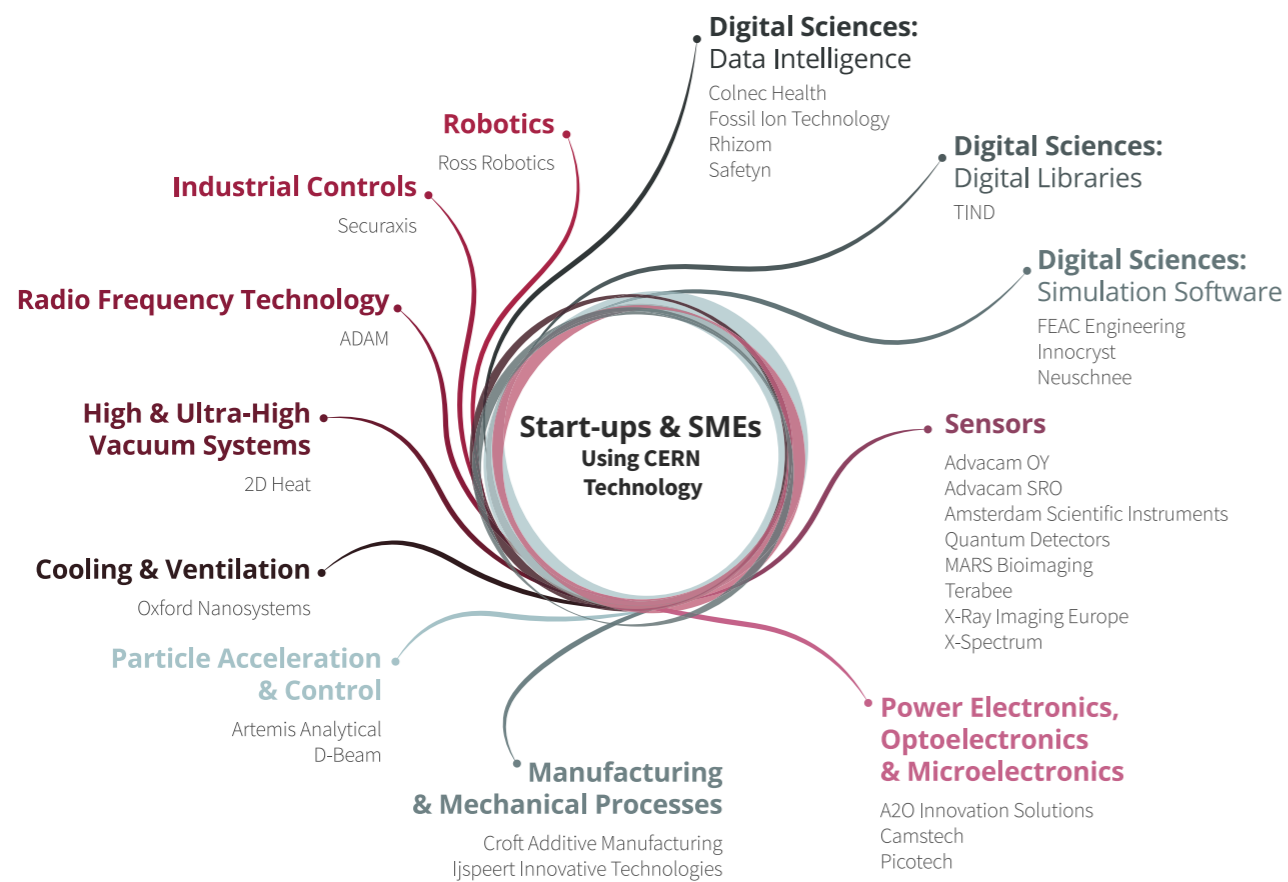 Start-ups & SMEs
Using CERN
Technology
Digital Sciences:
Data Intelligence
Colnec Health
Fossil Ion Technology
Rhizom
Safetyn
Digital Sciences:
Digital Libraries
TIND
Digital Sciences:
Simulation Software
FEAC Engineering
Innocryst
Neuschnee
Sensors
Advacam OY
Advacam SRO
Amsterdam Scientific Instruments
Quantum Detectors
MARS Bioimaging
Terabee
X-Ray Imaging Europe
X-Spectrum
Power Electronics,
Optoelectronics
& Microelectronics
A2O Innovation Solutions
Camstech
Picotech
Manufacturing
& Mechanical Processes
Croft Additive Manufacturing
Ijspeert Innovative Technologies
Particle Acceleration
& Control
Artemis Analytical
D-Beam
Cooling & Ventilation
Oxford Nanosystems
High & Ultra-High
Vacuum Systems
2D Heat
Radio Frequency Technology
ADAM
Industrial Controls
Securaxis
Robotics
Ross Robotics